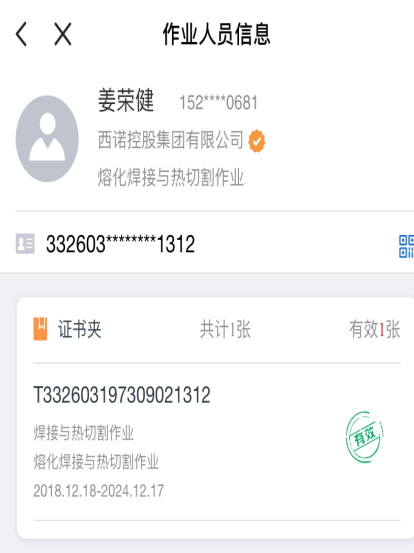 作业人员信息
姜荣健 152****0681
西诺控股集团有限公司
熔化焊接与热切割作业
332603********1312
证书夹 共计1张 有效1张
T332603197309021312
焊接与热切割作业
有效
熔化焊接与热切割作业
2018.12.18-2024.12.17